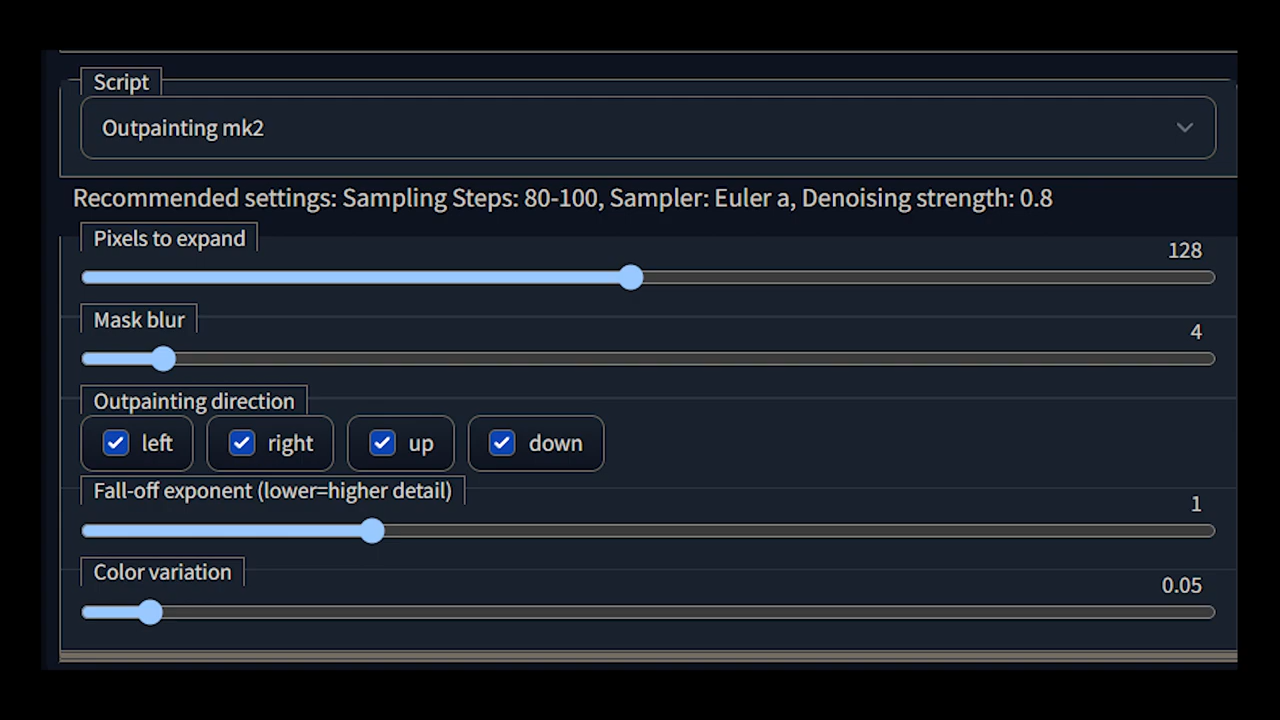 Script
Outpainting mk2
Recommended settings: Sampling Steps: 80-100, Sampler: Euler a, Denoising strength: 0.8
Pixels to expand
128
Mask blur
4
Outpainting direction
left right up down
Fall-off exponent (lower=higher detail)
1
Color variation
0.05